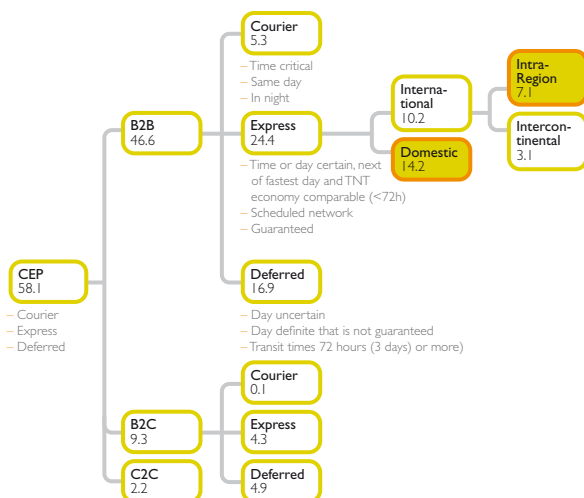 Courier
5.3
– Time critical
– Same day
– In night
B2B
46.6
Express
24.4
– Time or day certain, next
of fastest day and TNT
economy comparable (<72h)
– Scheduled network
– Guaranteed
Interna-
tional
10.2
Intra-
Region
7.1
Intercon-
tinental
3.1
Domestic
14.2
CEP
58.1
– Courier
– Express
– Deferred
Deferred
16.9
– Day uncertain
– Day definite that is not guaranteed
– Transit times 72 hours (3 days) or more)
Courier
0.1
B2C
9.3
Express
4.3
C2C
2.2
Deferred
4.9